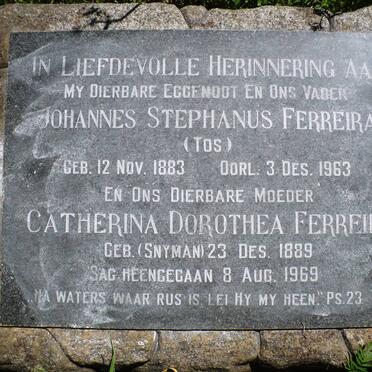 IN LIEFDEVOLLE HERINNERING AA
MY DIERBARE EGGENOOT EN ONS VADER
JOHANNES STEPHANUS FERREIRA
(TOS)
GEB. 12 NOV. 1883 OORL. 3 DES. 1963
EN ONS DIERBARE MOEDER
CATHERINA DOROTHEA FERREI
GEB. (SNYMAN) 23 DES. 1889
SAG HEENGEGAAN 8 AUG. 1969
„NA WATERS WAAR RUS IS, LEI HY MY HEEN." PS. 23